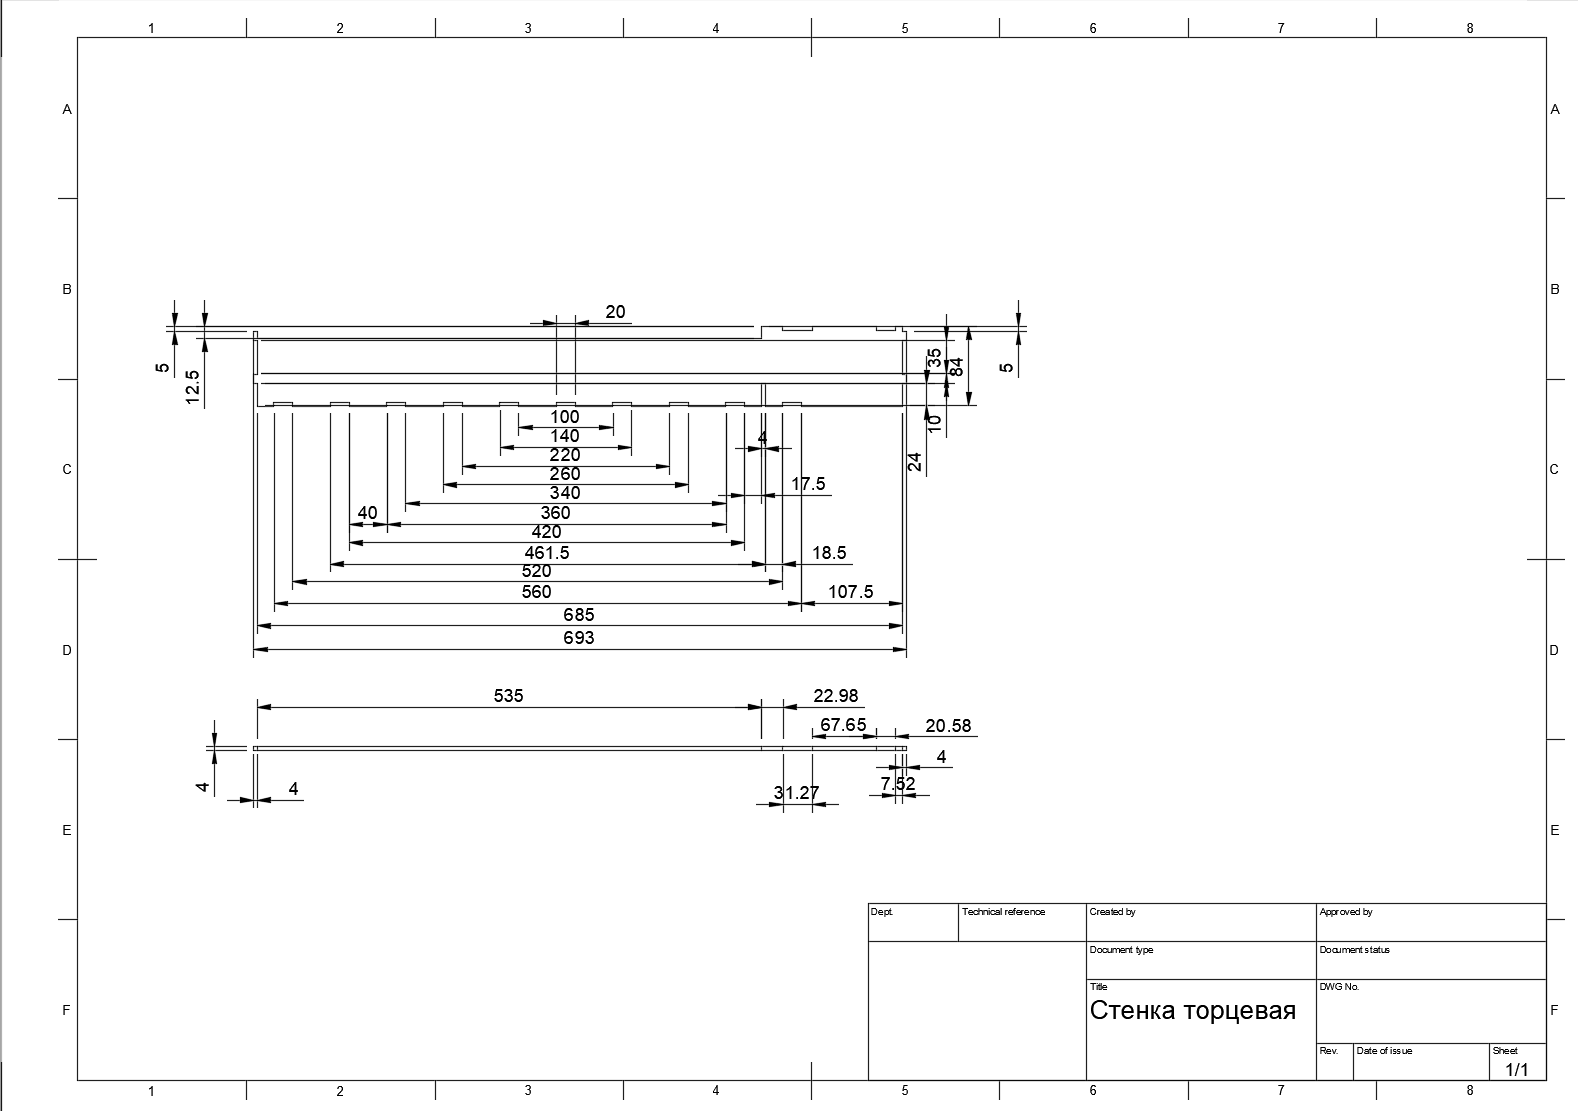 1 2 3 4 5 6 7 8
A A
B B
20
5
12.5
35
84
5
10
24
100
140
4
220
C C
260
17.5
340
40 360
420
461.5 18.5
520
560 107.5
685
693
D D
535 22.98
67.65 20.58
4
4 4 31.27 7.52
E E
Dept. Technical reference Created by Approved by
Document type Document status
Title DWG No.
F Стенка торцевая F
Rev. Date of issue Sheet
1/1
1 2 3 4 5 6 7 8